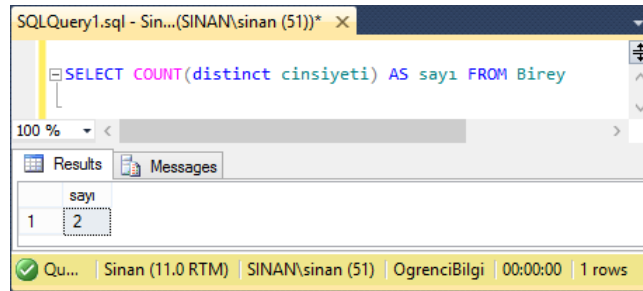 SQLQuery1.sql - Sin...(SINAN\sinan (51))*
SELECT COUNT(distinct cinsiyeti) AS sayı FROM Birey
100 %
Results Messages
sayı
1 2
Qu... Sinan (11.0 RTM) SINAN\sinan (51) OgrenciBilgi 00:00:00 1 rows